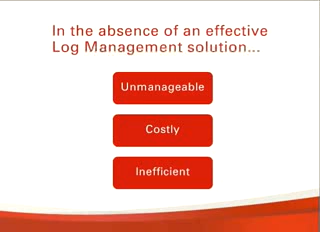 In the absence of an effective
Log Management solution...
Unmanageable
Costly
Inefficient